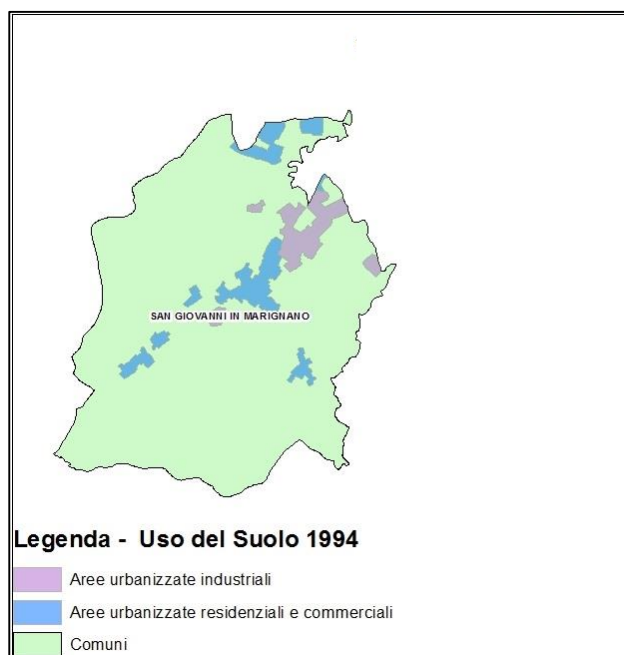 SAN GIOVANNI IN MARIGNANO
Legenda - Uso del Suolo 1994
Aree urbanizzate industriali
Aree urbanizzate residenziali e commerciali
Comuni